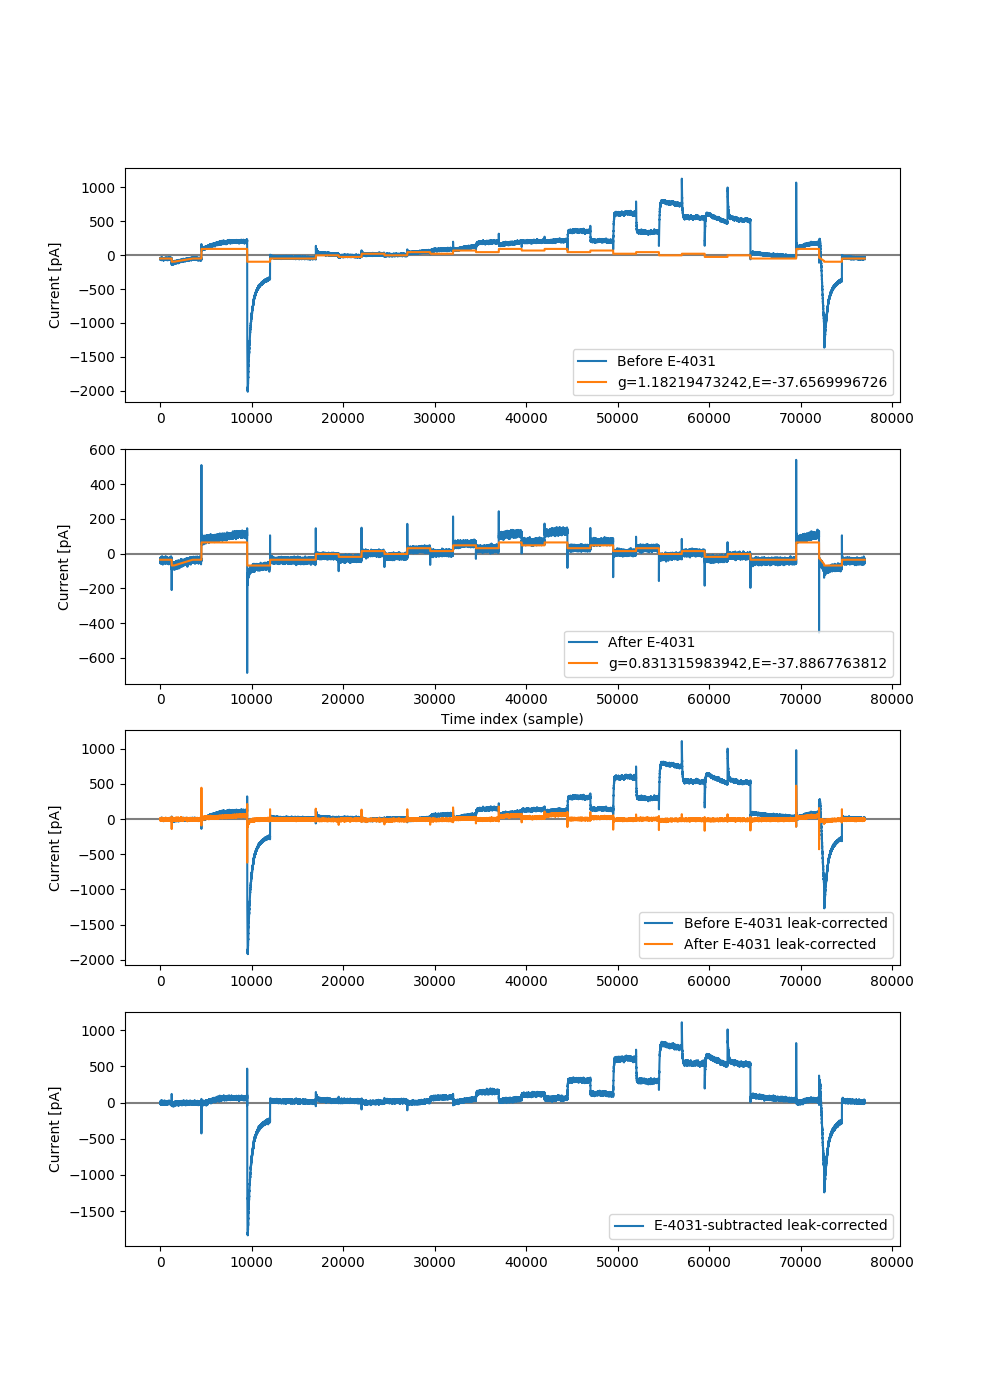 1000
500
0
−500
−1000
−1500
−2000
Current [pA]
Before E-4031
g=1.18219473242,E=-37.6569996726
0 10000 20000 30000 40000 50000 60000 70000 80000
600
400
200
0
−200
−400
−600
Current [pA]
After E-4031
g=0.831315983942,E=-37.8867763812
0 10000 20000 30000 40000 50000 60000 70000 80000
Time index (sample)
1000
500
0
−500
−1000
−1500
−2000
Current [pA]
Before E-4031 leak-corrected
After E-4031 leak-corrected
0 10000 20000 30000 40000 50000 60000 70000 80000
1000
500
0
−500
−1000
−1500
Current [pA]
E-4031-subtracted leak-corrected
0 10000 20000 30000 40000 50000 60000 70000 80000